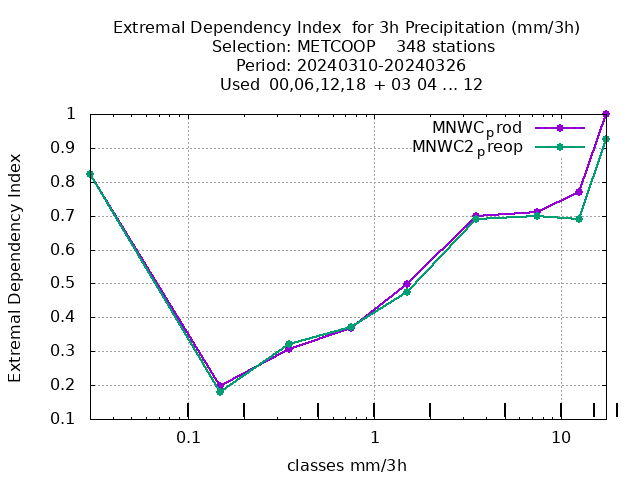 Extremal Dependency Index  for 3h Precipitation (mm/3h)
Selection: METCOOP    348 stations
Period: 20240310-20240326
Used  00,06,12,18  + 03 04 ... 12
MNWCprod
MNWC2preop
Extremal Dependency Index
1
0.9
0.8
0.7
0.6
0.5
0.4
0.3
0.2
0.1
0.1 1 10
classes mm/3h